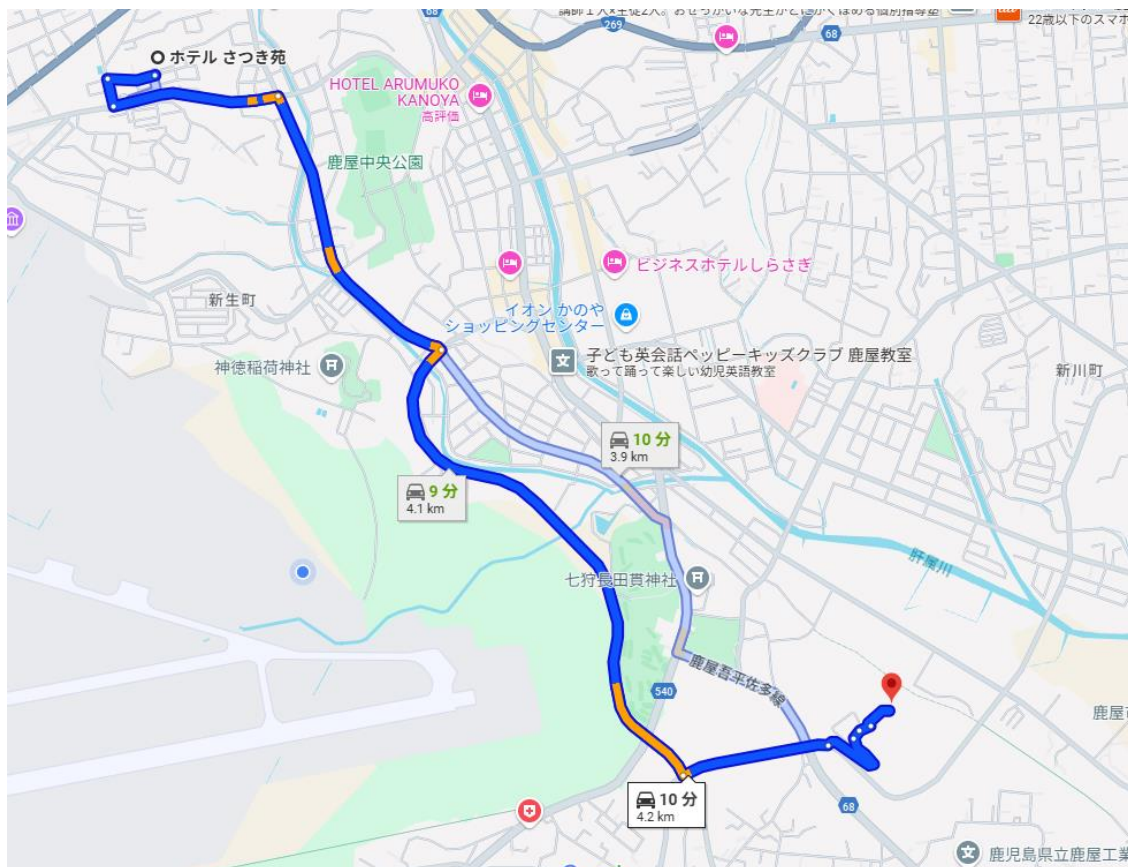 68
269
講師1人×生徒2人。おせっかいな先生がとにかくほめる個別指導塾
68
22歳以下のスマホ
ホテル さつき苑
HOTEL ARUMUKO
KANOYA
高評価
鹿屋中央公園
ビジネスホテルしらさぎ
新生町
イオン かのや
ショッピングセンター
子ども英会話ペッピーキッズクラブ 鹿屋教室
歌って踊って楽しい幼児英語教室
神徳稲荷神社
新川町
10 分
3.9 km
9 分
4.1 km
肝属川
七狩長田貫神社
鹿屋吾平佐多線
540
鹿屋市
10 分
4.2 km
68
鹿児島県立鹿屋工業